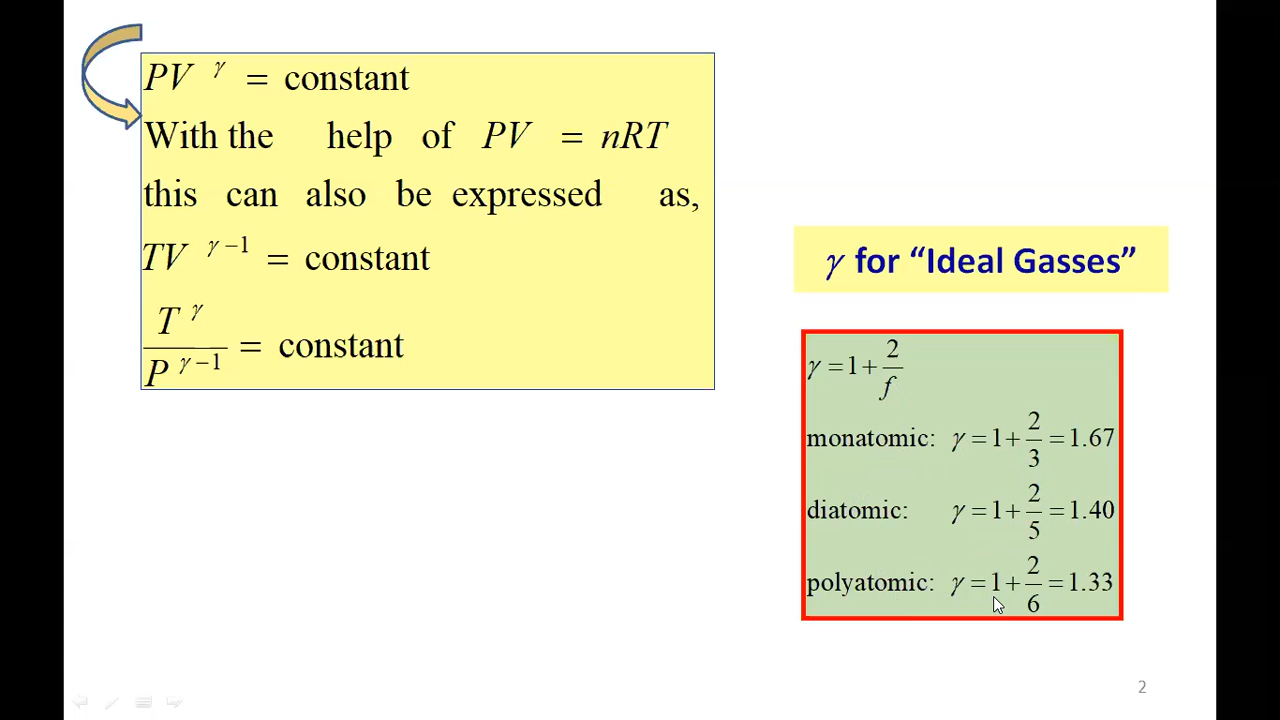 PV^γ = constant
With the help of PV = nRT
this can also be expressed as,
TV^γ−1 = constant
T^γ / P^γ−1 = constant
γ for “Ideal Gasses”
γ = 1 + 2/f
monatomic: γ = 1 + 2/3 = 1.67
diatomic: γ = 1 + 2/5 = 1.40
polyatomic: γ = 1 + 2/6 = 1.33
2